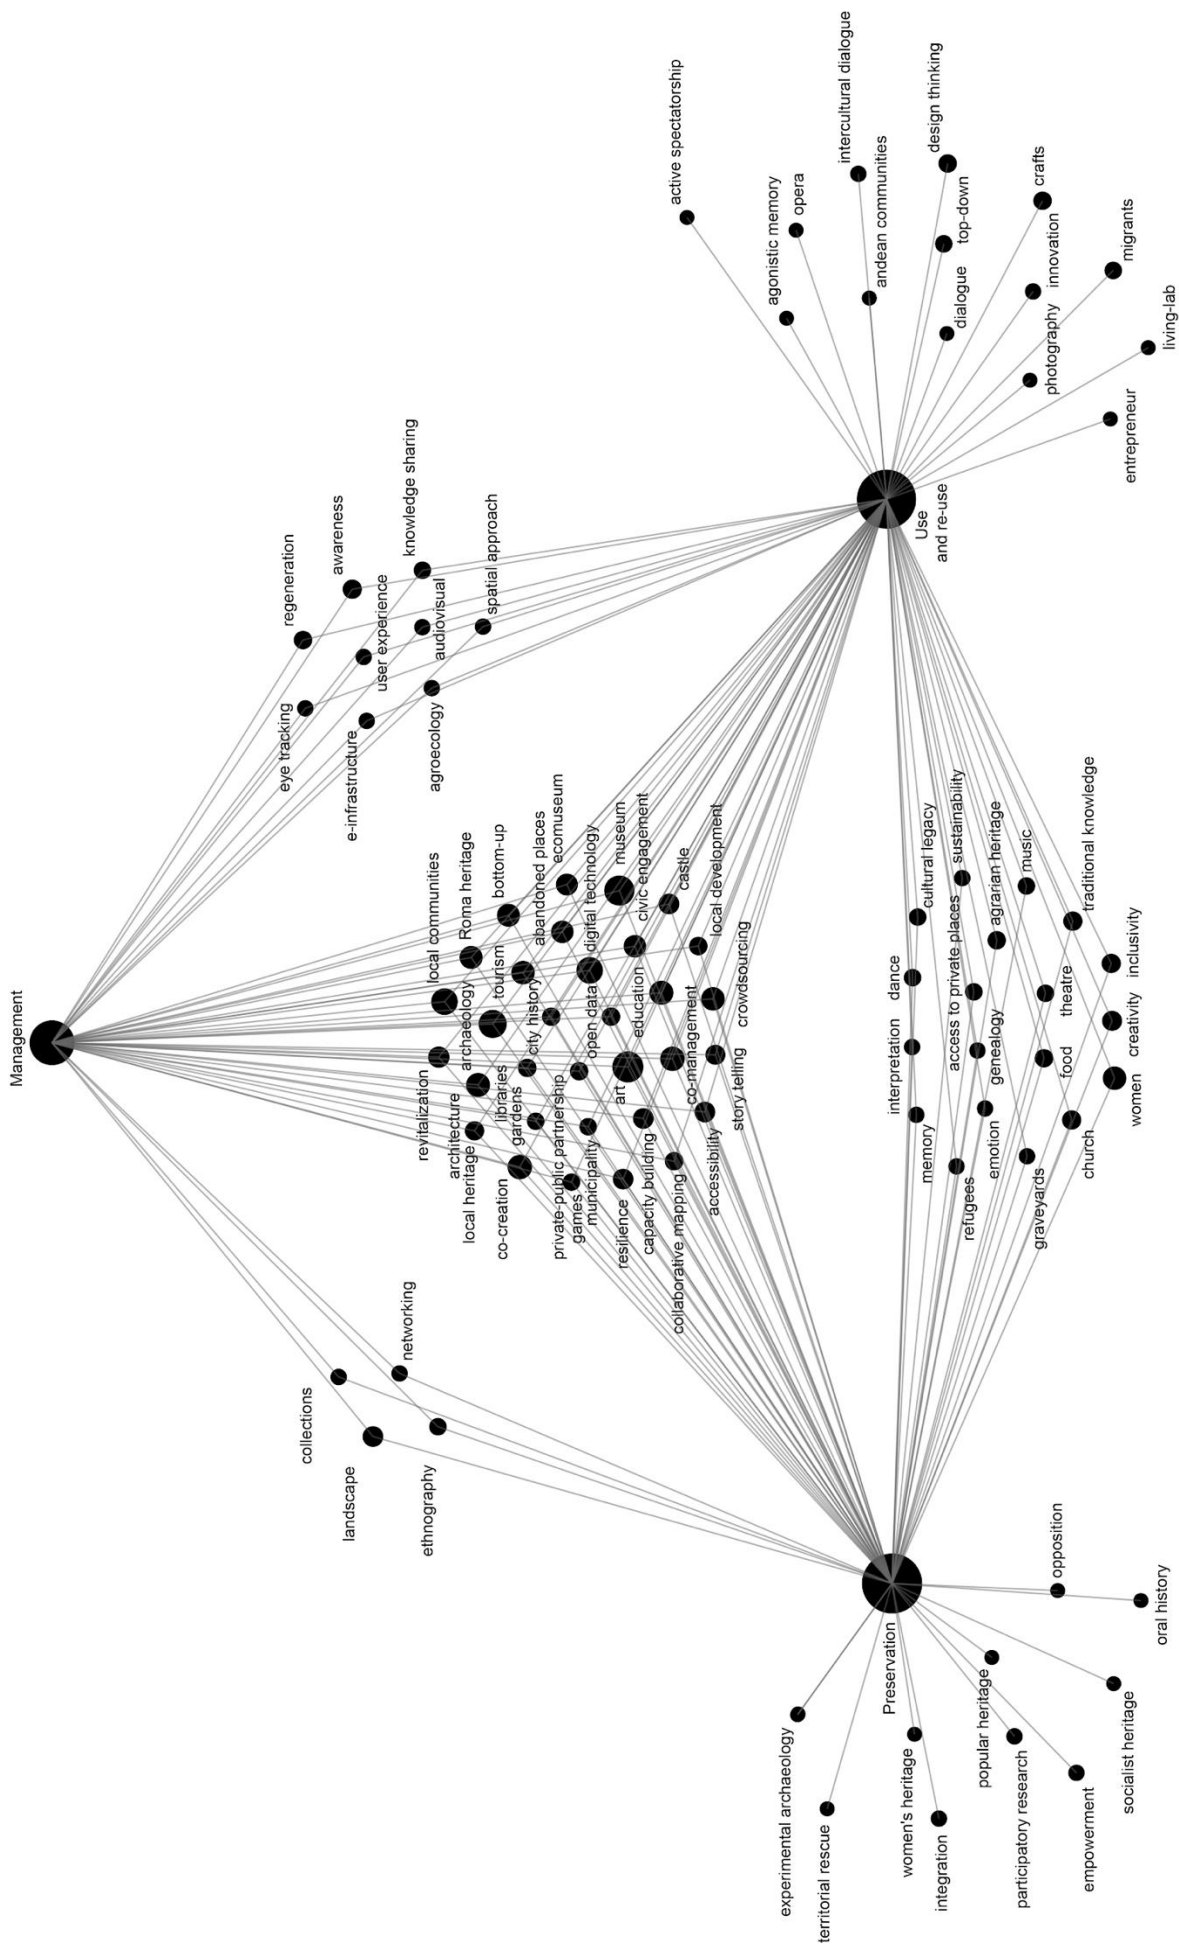 Management
regeneration
awareness
knowledge sharing
user experience
audiovisual
spatial approach
eye tracking
e-infrastructure
agroecology
collections
networking
landscape
ethnography
local communities
Roma heritage
bottom-up
abandoned places
ecomuseum
revitalization
archaeology
tourism
city history
digital technology
museum
architecture
libraries
gardens
open data
civic engagement
castle
local heritage
co-creation
private-public partnership
games
municipality
art
education
local development
resilience
capacity building
co-management
crowdsourcing
collaborative mapping
accessibility
story telling
active spectatorship
agonistic memory
opera
intercultural dialogue
andean communities
design thinking
top-down
dialogue
crafts
innovation
photography
migrants
living-lab
entrepreneur
Use
and re-use
interpretation
dance
cultural legacy
memory
access to private places
sustainability
refugees
emotion
genealogy
agrarian heritage
music
graveyards
food
theatre
traditional knowledge
church
women
creativity
inclusivity
Preservation
experimental archaeology
territorial rescue
women's heritage
integration
popular heritage
participatory research
empowerment
socialist heritage
opposition
oral history